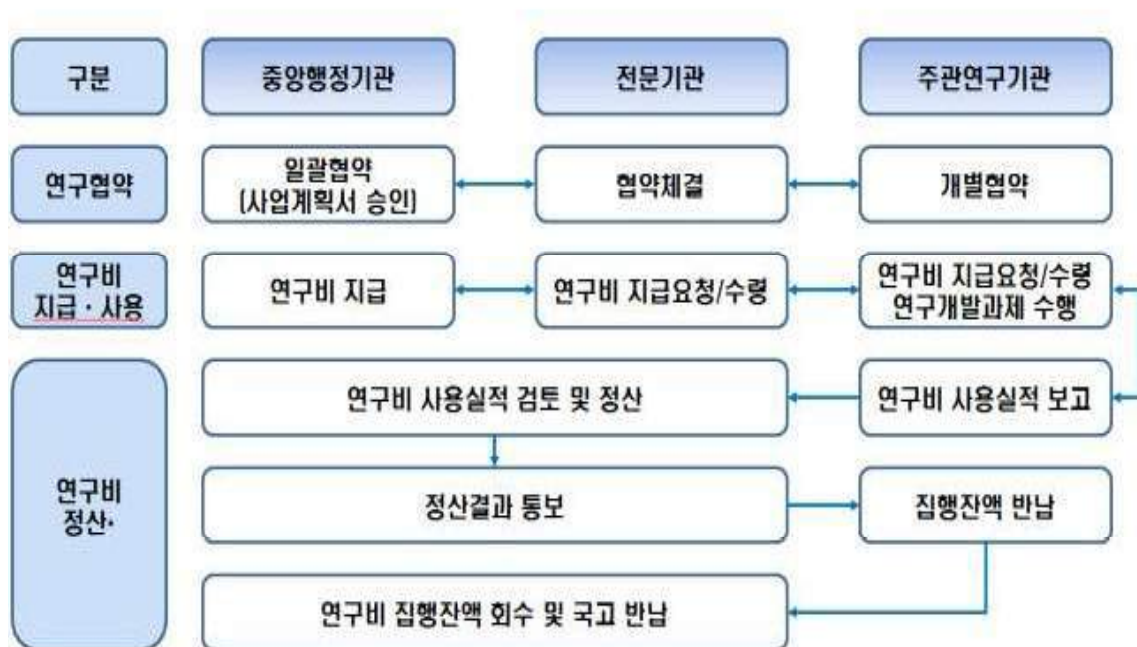 구분
중앙행정기관
전문기관
주관연구기관
연구협약
일괄협약
(사업계획서 승인)
협약체결
개별협약
연구비
지급·사용
연구비 지급
연구비 지급요청/수령
연구비 지급요청/수령
연구개발과제 수행
연구비
정산·
연구비 사용실적 검토 및 정산
연구비 사용실적 보고
정산결과 통보
집행잔액 반납
연구비 집행잔액 회수 및 국고 반납